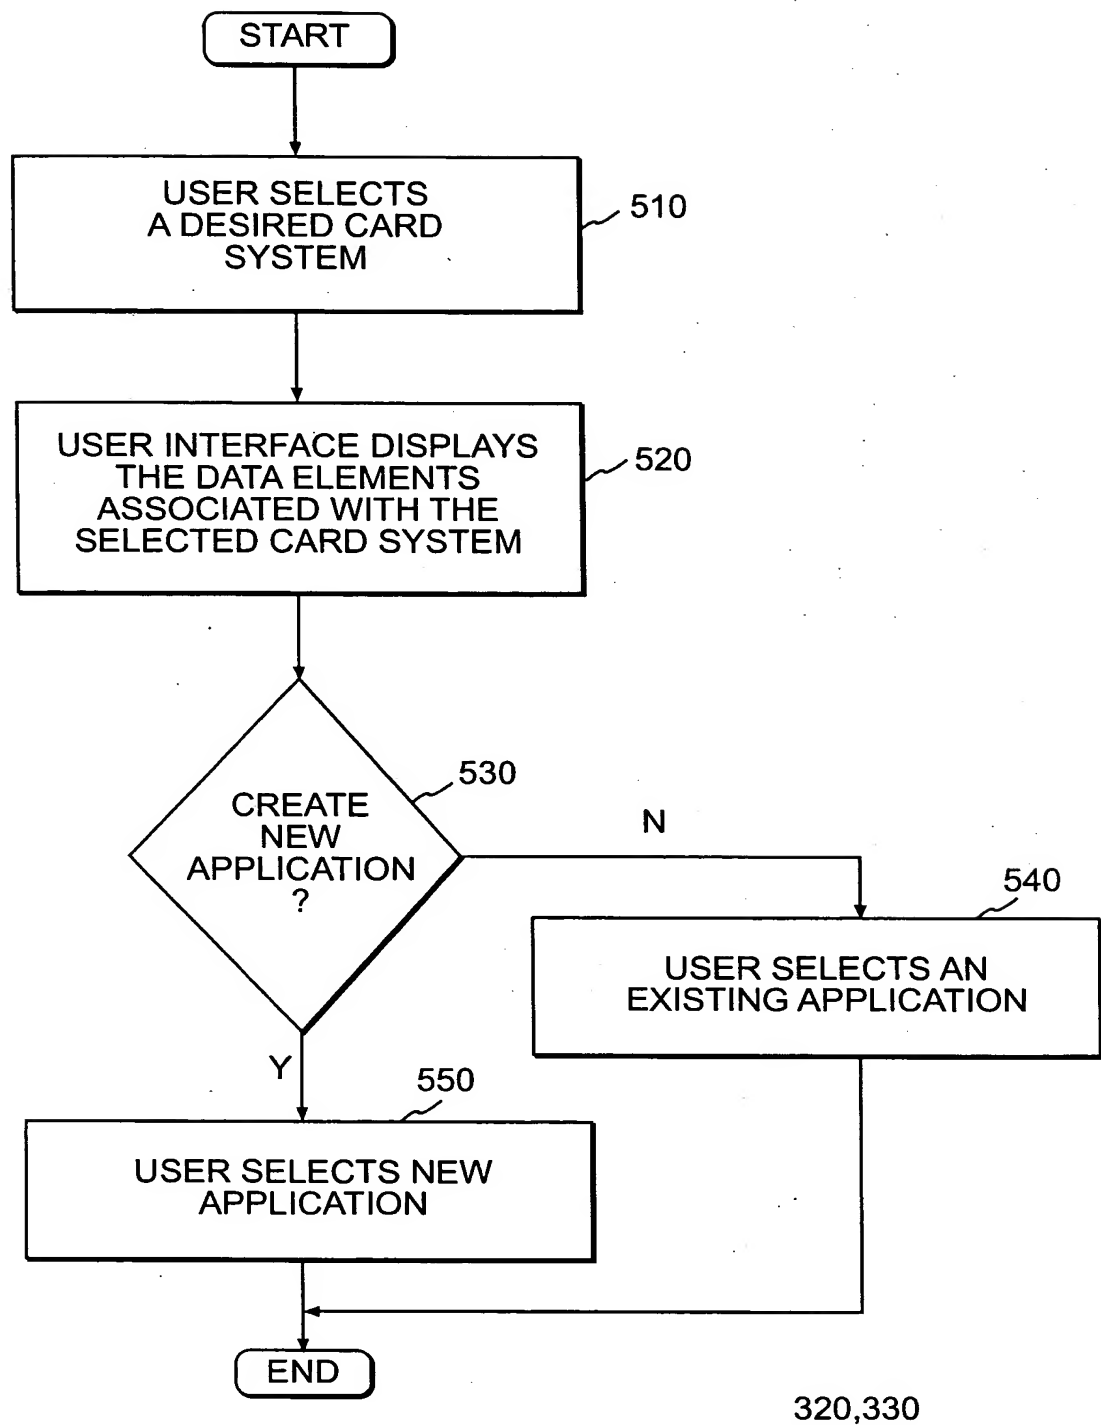 START
USER SELECTS
A DESIRED CARD
SYSTEM
510
USER INTERFACE DISPLAYS
THE DATA ELEMENTS
ASSOCIATED WITH THE
SELECTED CARD SYSTEM
520
CREATE
NEW
APPLICATION
?
530
N
540
USER SELECTS AN
EXISTING APPLICATION
Y
550
USER SELECTS NEW
APPLICATION
END
320,330